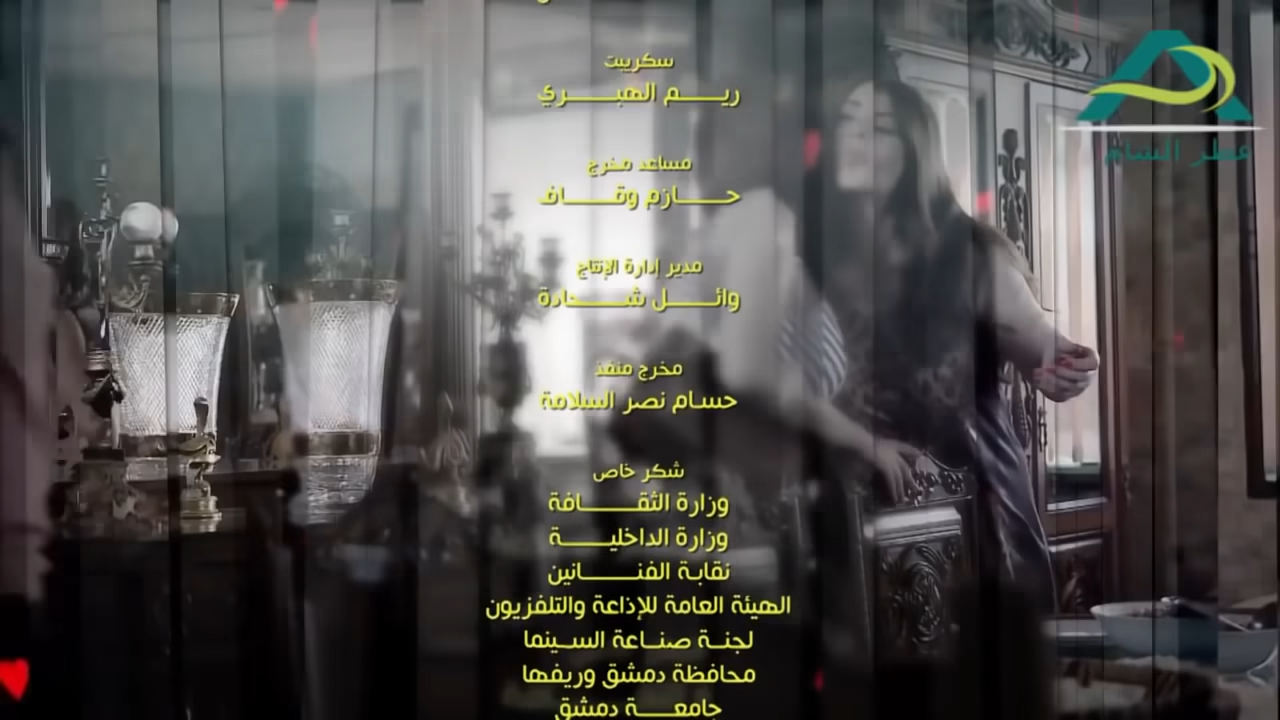 سكريبت
ريم الهبري
مساعد مخرج
حازم وقاف
مدير إدارة الإنتاج
وائل شحادة
مخرج منفذ
حسام نصر السلامة
شكر خاص
وزارة الثقافة
وزارة الداخلية
نقابة الفنانين
الهيئة العامة للإذاعة والتلفزيون
لجنة صناعة السينما
محافظة دمشق وريفها
جامعة دمشق
عطر الشام